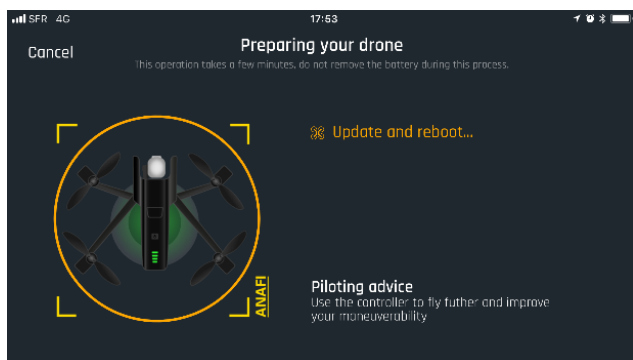 SFR 4G
17:53
Cancel
Preparing your drone
This operation takes a few minutes, do not remove the battery during this process.
Update and reboot...
ANAFI
Piloting advice
Use the controller to fly futher and improve
your moneuverability